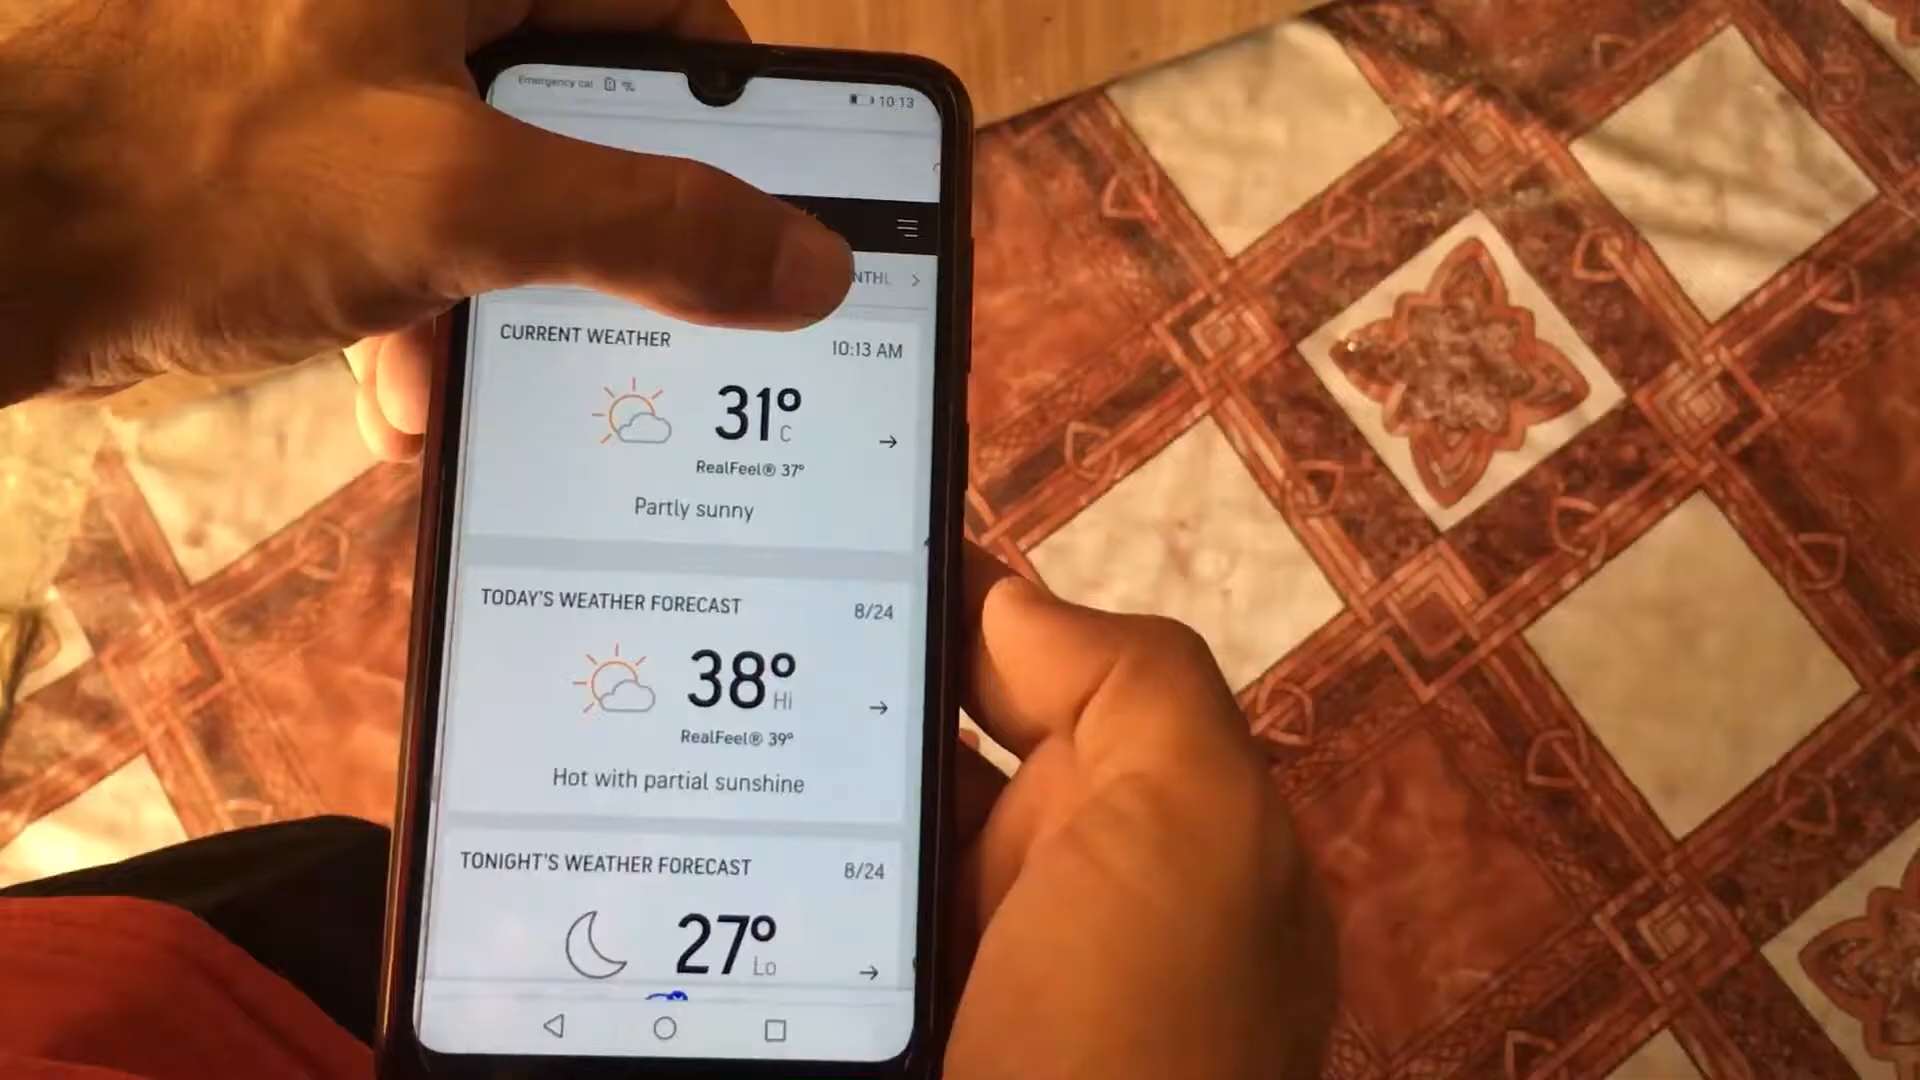 Emergency cal
10:13
NTHL
CURRENT WEATHER
10:13 AM
31°
C
RealFeel® 37°
Partly sunny
TODAY'S WEATHER FORECAST
8/24
38°
Hi
RealFeel® 39°
Hot with partial sunshine
TONIGHT'S WEATHER FORECAST
8/24
27°
Lo